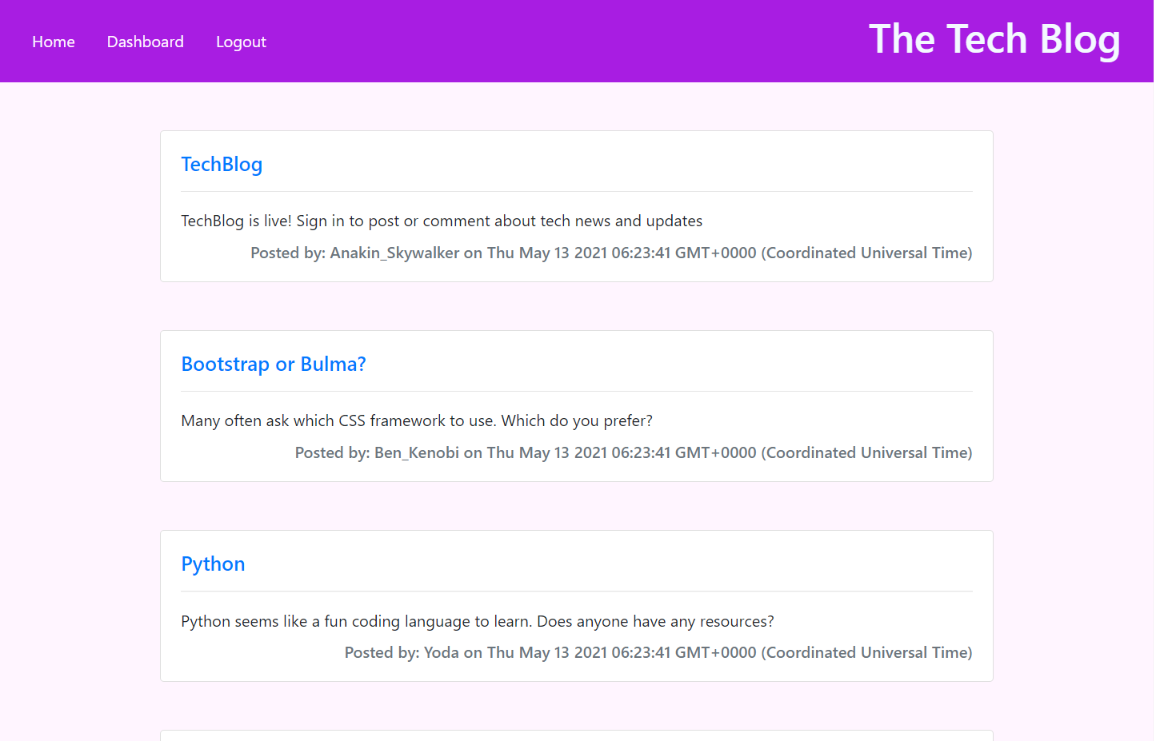 Home Dashboard Logout The Tech Blog
TechBlog
TechBlog is live! Sign in to post or comment about tech news and updates
Posted by: Anakin_Skywalker on Thu May 13 2021 06:23:41 GMT+0000 (Coordinated Universal Time)
Bootstrap or Bulma?
Many often ask which CSS framework to use. Which do you prefer?
Posted by: Ben_Kenobi on Thu May 13 2021 06:23:41 GMT+0000 (Coordinated Universal Time)
Python
Python seems like a fun coding language to learn. Does anyone have any resources?
Posted by: Yoda on Thu May 13 2021 06:23:41 GMT+0000 (Coordinated Universal Time)